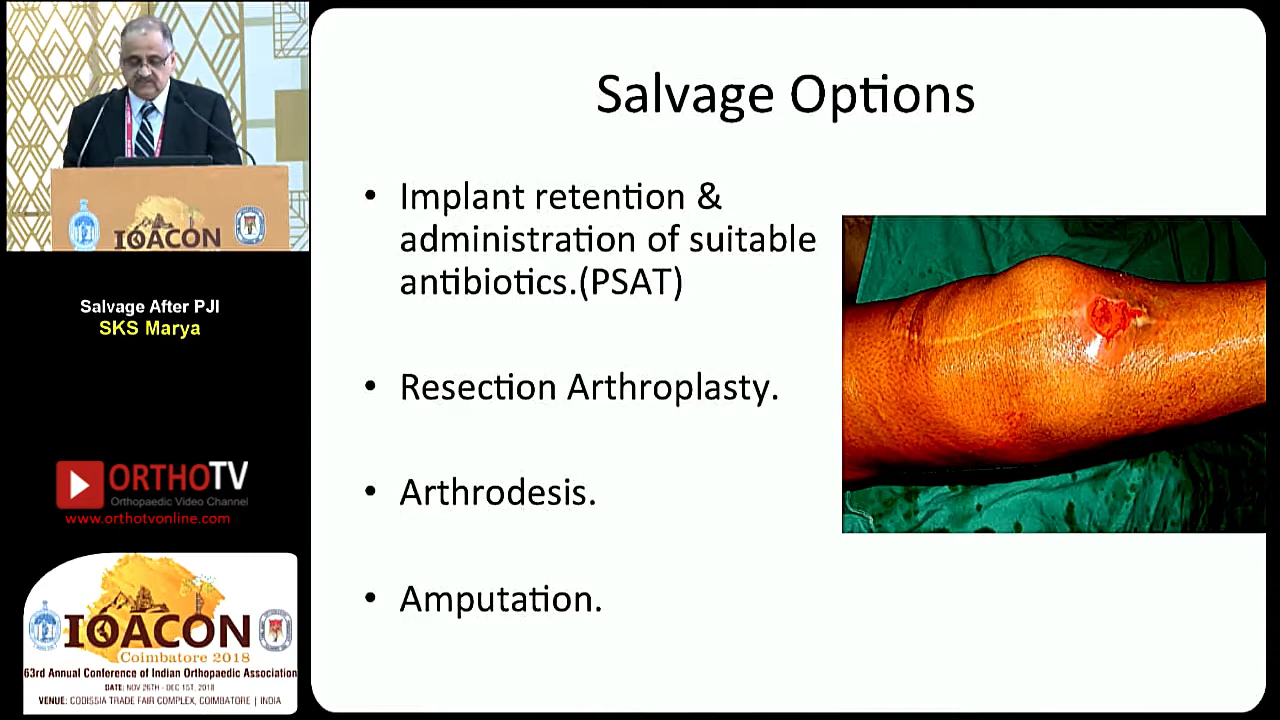 Salvage Options
• Implant retention &
administration of suitable
antibiotics.(PSAT)
• Resection Arthroplasty.
• Arthrodesis.
• Amputation.
IOACON
Salvage After PJI
SKS Marya
ORTHOTV
Orthopaedic Video Channel
www.orthotvonline.com
IOACON
Coimbatore 2018
63rd Annual Conference of Indian Orthopaedic Association
DATE: NOV 26TH - DEC 1ST, 2018
VENUE: CODISSIA TRADE FAIR COMPLEX, COIMBATORE | INDIA